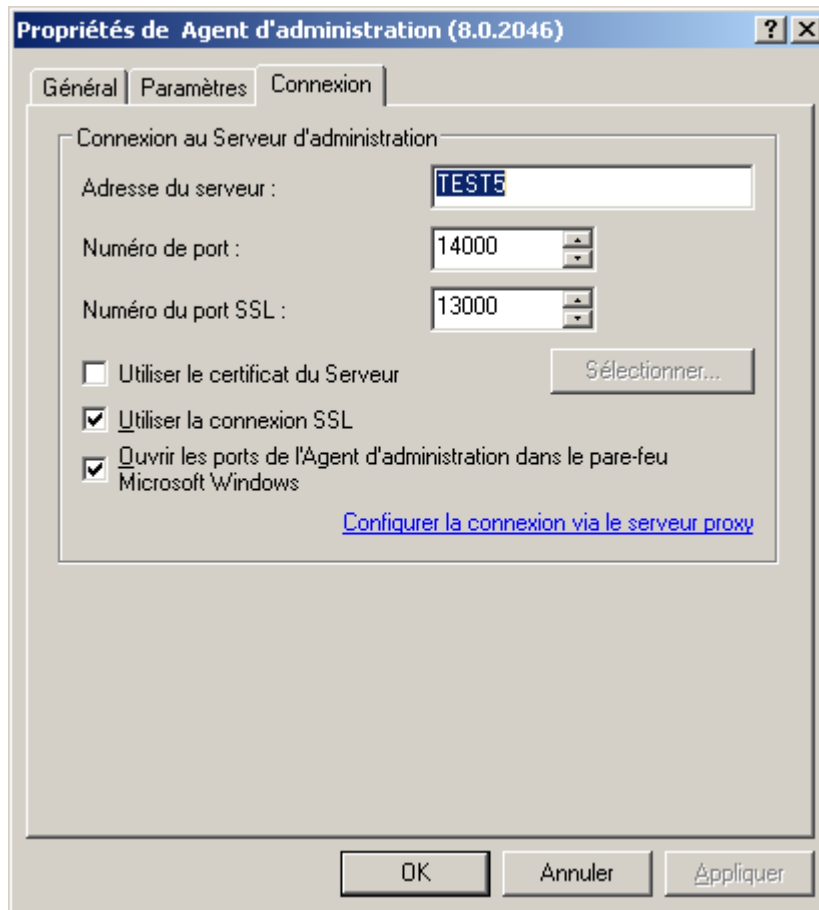 Propriétés de Agent d'administration (8.0.2046)
Général
Paramètres
Connexion
Connexion au Serveur d'administration
Adresse du serveur :
TEST5
Numéro de port :
14000
Numéro du port SSL :
13000
Utiliser le certificat du Serveur
Sélectionner...
Utiliser la connexion SSL
Ouvrir les ports de l'Agent d'administration dans le pare-feu
Microsoft Windows
Configurer la connexion via le serveur proxy
OK
Annuler
Appliquer